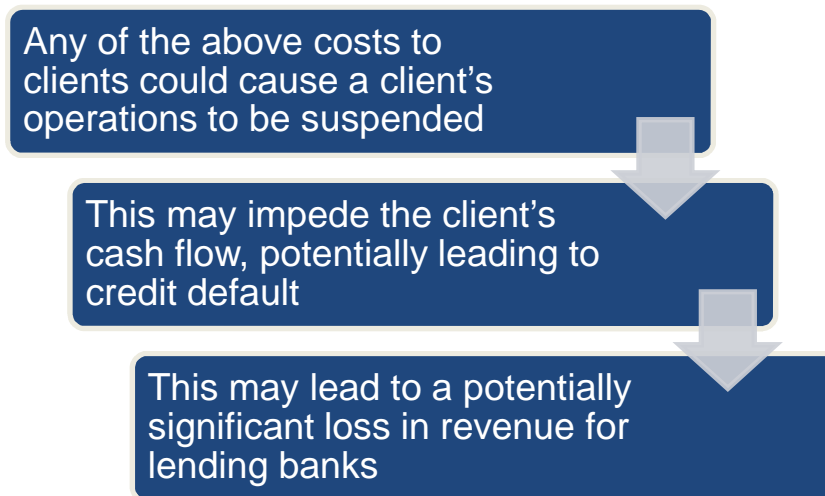 Any of the above costs to
clients could cause a client’s
operations to be suspended
This may impede the client’s
cash flow, potentially leading to
credit default
This may lead to a potentially
significant loss in revenue for
lending banks